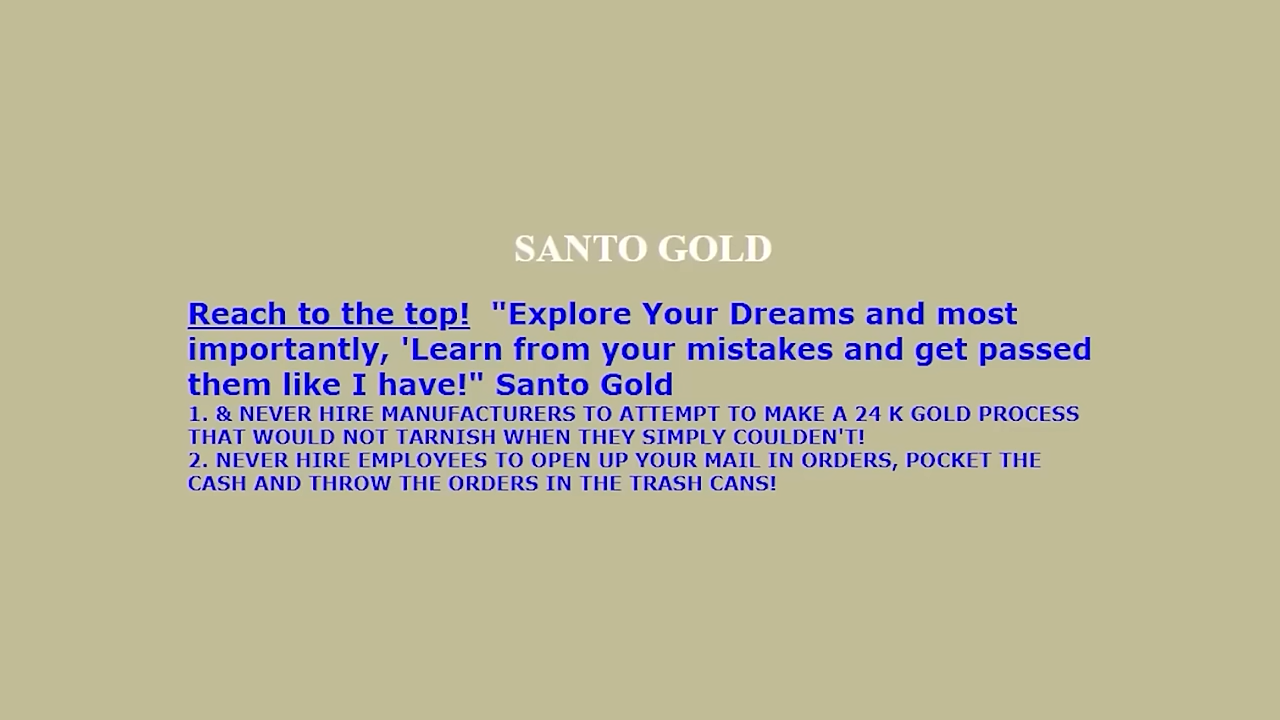 SANTO GOLD
Reach to the top!  "Explore Your Dreams and most
importantly, 'Learn from your mistakes and get passed
them like I have!" Santo Gold
1. & NEVER HIRE MANUFACTURERS TO ATTEMPT TO MAKE A 24 K GOLD PROCESS
THAT WOULD NOT TARNISH WHEN THEY SIMPLY COULDEN'T!
2. NEVER HIRE EMPLOYEES TO OPEN UP YOUR MAIL IN ORDERS, POCKET THE
CASH AND THROW THE ORDERS IN THE TRASH CANS!